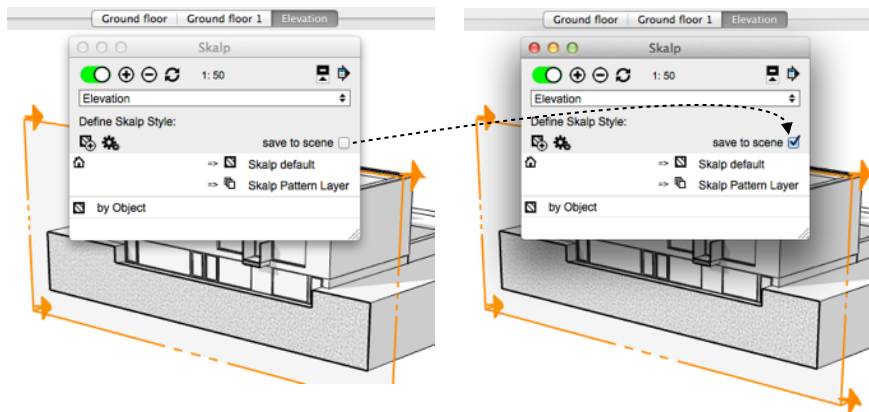 Ground floor Ground floor 1 Elevation
Skalp
1: 50
Elevation
Define Skalp Style:
save to scene
=> Skalp default
=> Skalp Pattern Layer
by Object
Ground floor Ground floor 1 Elevation
Skalp
1: 50
Elevation
Define Skalp Style:
save to scene
=> Skalp default
=> Skalp Pattern Layer
by Object